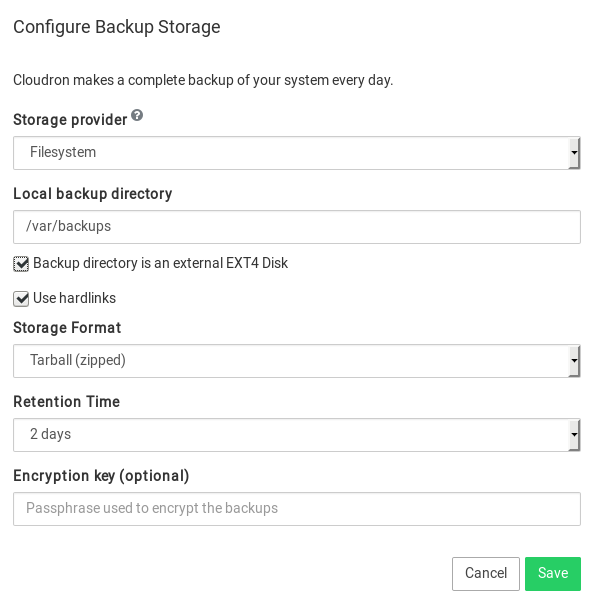 Configure Backup Storage
Cloudron makes a complete backup of your system every day.
Storage provider
Filesystem
Local backup directory
/var/backups
Backup directory is an external EXT4 Disk
Use hardlinks
Storage Format
Tarball (zipped)
Retention Time
2 days
Encryption key (optional)
Passphrase used to encrypt the backups
Cancel Save